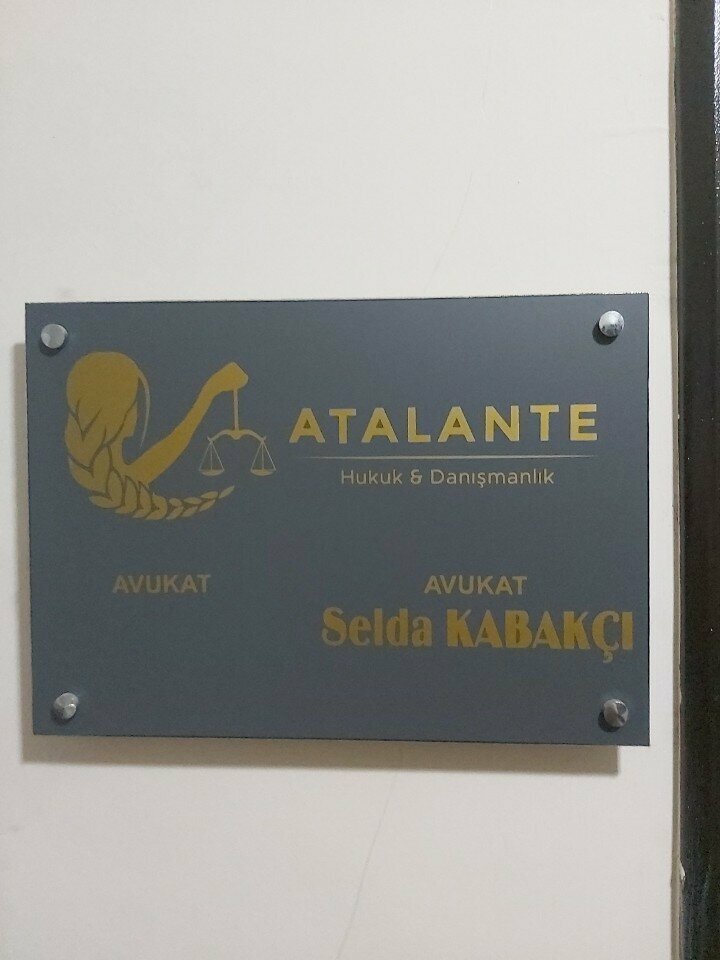 ATALANTE
Hukuk & Danışmanlık
AVUKAT
AVUKAT
Selda KABAKÇI